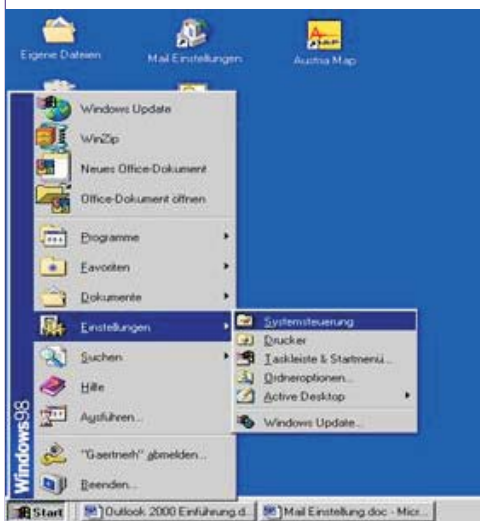 Eigene Dateien
Mail Einstellungen
Austria Map
Windows Update
WinZip
Neues Office-Dokument
Office-Dokument öffnen
Programme
Favoriten
Dokumente
Einstellungen
Suchen
Hilfe
Ausführen...
"Gaertnerh" abmelden...
Beenden...
Windows98
Systemsteuerung
Drucker
Taskleiste & Startmenü...
Ordneroptionen...
Active Desktop
Windows Update...
Start
Outlook 2000 Einführung.d...
Mail Einstellung.doc - Micr...